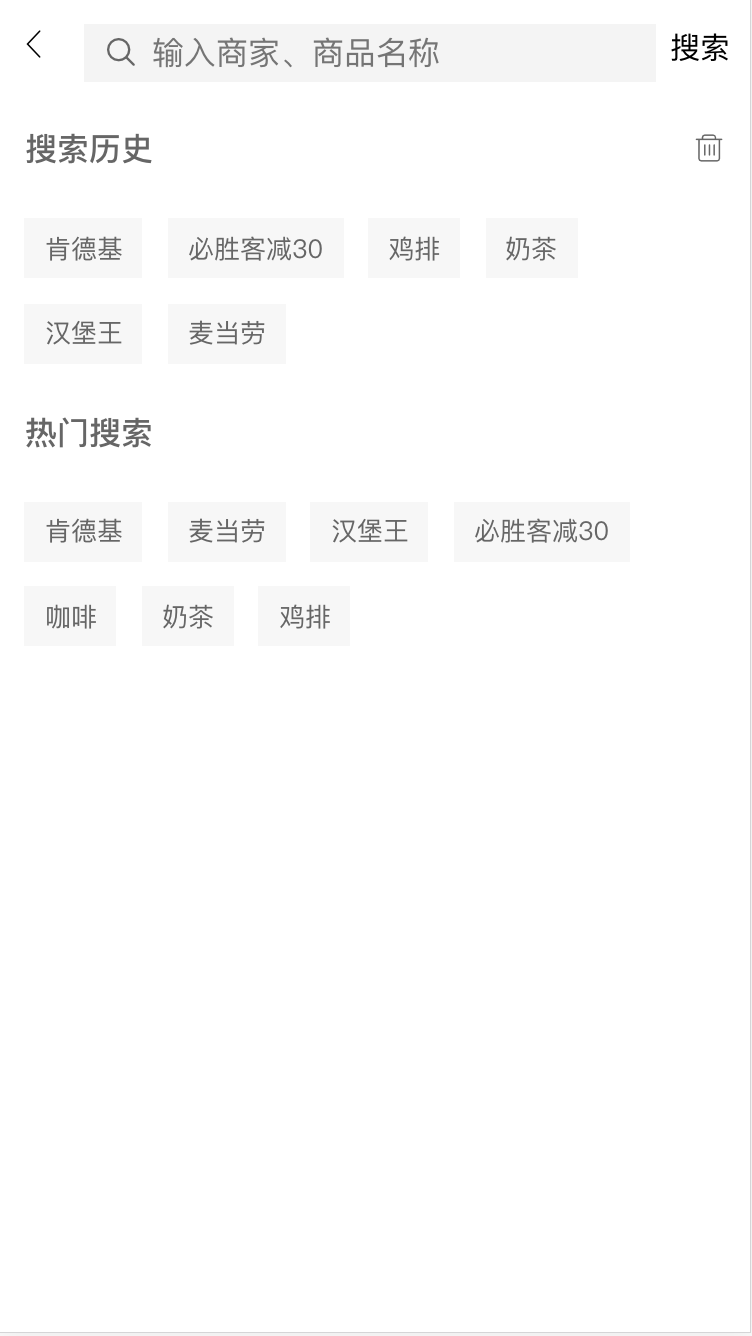 输入商家、商品名称 搜索
搜索历史
肯德基 必胜客减30 鸡排 奶茶
汉堡王 麦当劳
热门搜索
肯德基 麦当劳 汉堡王 必胜客减30
咖啡 奶茶 鸡排